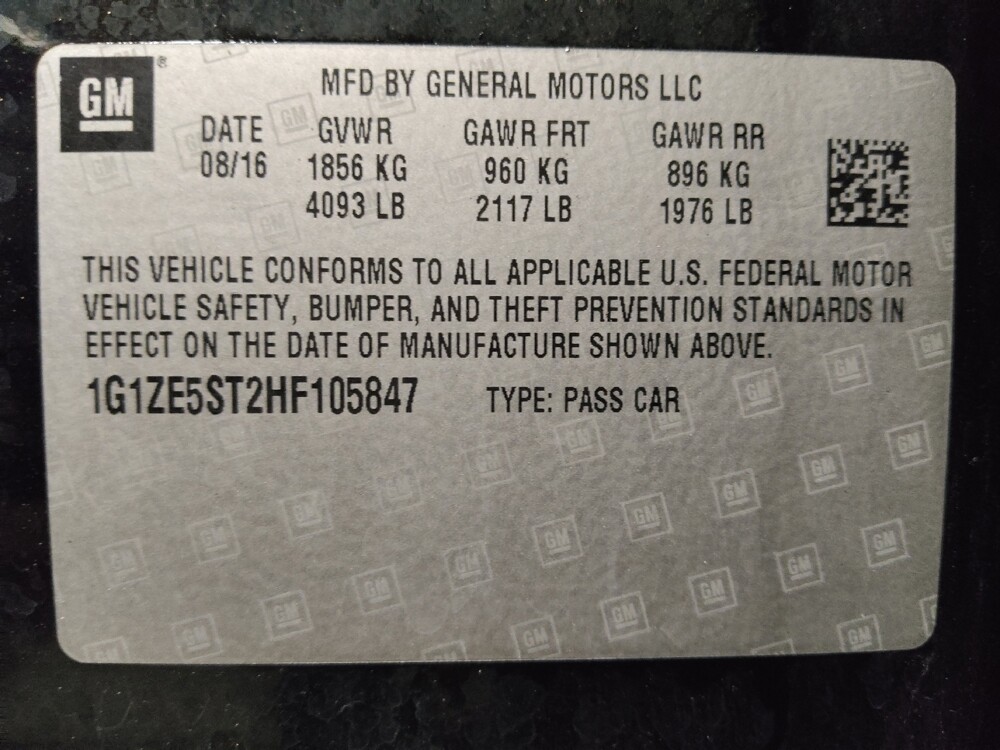 GM ®
MFD BY GENERAL MOTORS LLC
DATE GVWR GAWR FRT GAWR RR
08/16 1856 KG 960 KG 896 KG
4093 LB 2117 LB 1976 LB
THIS VEHICLE CONFORMS TO ALL APPLICABLE U.S. FEDERAL MOTOR
VEHICLE SAFETY, BUMPER, AND THEFT PREVENTION STANDARDS IN
EFFECT ON THE DATE OF MANUFACTURE SHOWN ABOVE.
1G1ZE5ST2HF105847 TYPE: PASS CAR